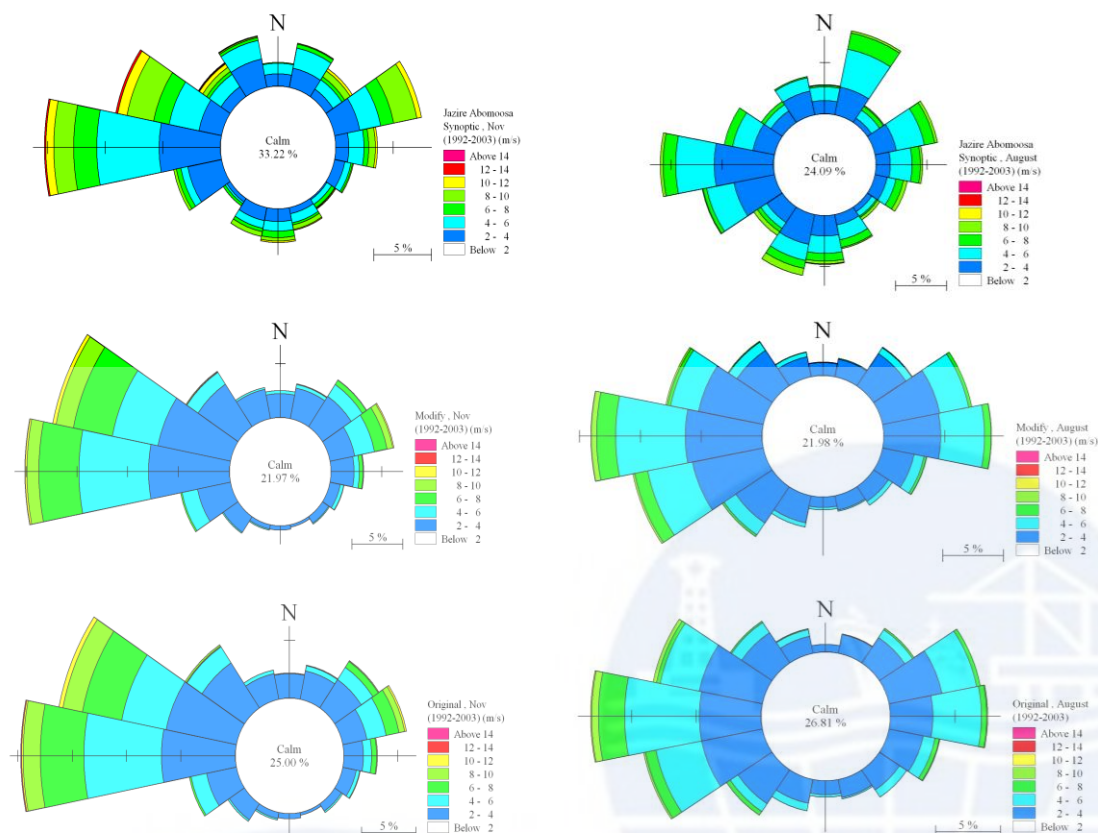 N
Calm
33.22 %
Jazire Abomoosa
Synoptic , Nov
(1992-2003) (m/s)
Above 14
12 - 14
10 - 12
8 - 10
6 - 8
4 - 6
2 - 4
Below 2
5 %
N
Calm
24.09 %
Jazire Abomoosa
Synoptic , August
(1992-2003) (m/s)
Above 14
12 - 14
10 - 12
8 - 10
6 - 8
4 - 6
2 - 4
Below 2
5 %
N
Calm
21.97 %
Modify , Nov
(1992-2003) (m/s)
Above 14
12 - 14
10 - 12
8 - 10
6 - 8
4 - 6
2 - 4
Below 2
5 %
N
Calm
21.98 %
Modify , August
(1992-2003) (m/s)
Above 14
12 - 14
10 - 12
8 - 10
6 - 8
4 - 6
2 - 4
Below 2
5 %
N
Calm
25.00 %
Original , Nov
(1992-2003) (m/s)
Above 14
12 - 14
10 - 12
8 - 10
6 - 8
4 - 6
2 - 4
Below 2
5 %
N
Calm
26.81 %
Original , August
(1992-2003)
Above 14
12 - 14
10 - 12
8 - 10
6 - 8
4 - 6
2 - 4
Below 2
5 %